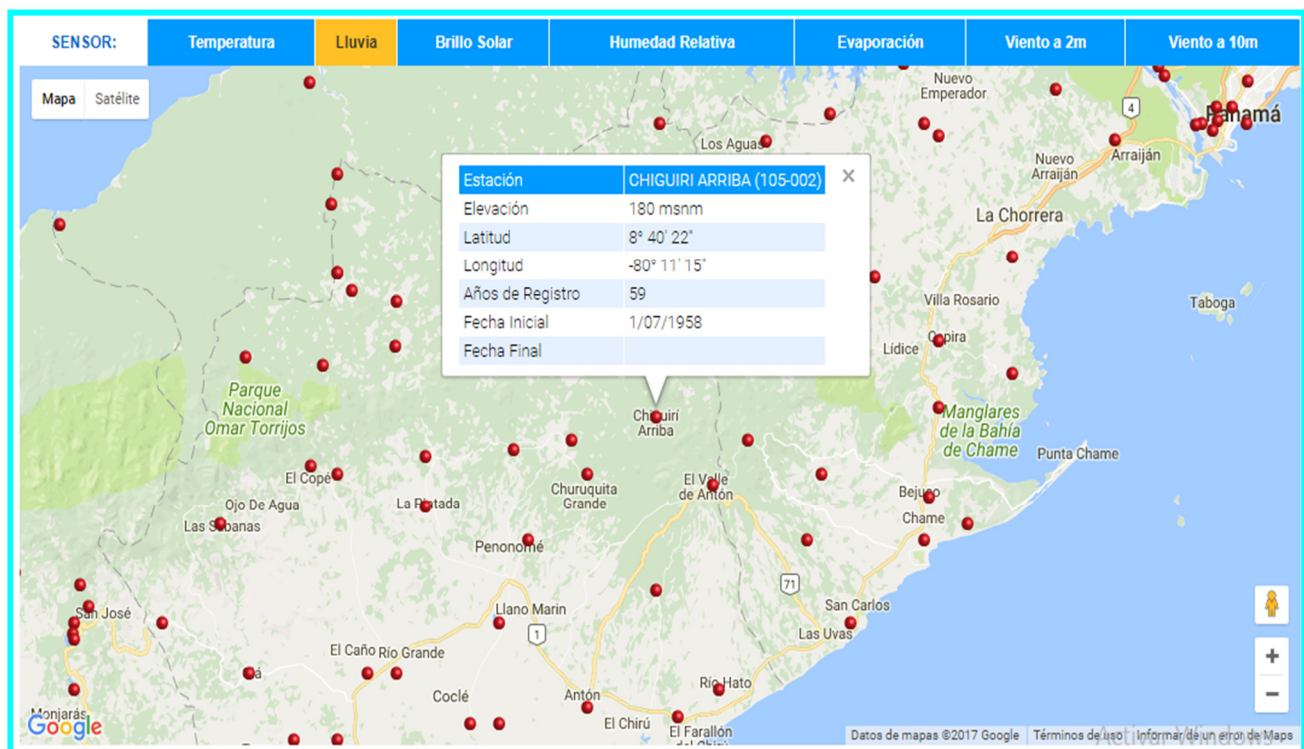 SENSOR: Temperatura Lluvia Brillo Solar Humedad Relativa Evaporación Viento a 2m Viento a 10m
Mapa Satélite
Nuevo
Emperador
4
Panamá
Los Aguas
Nuevo
Arraiján
Arraiján
La Chorrera
Estación CHIGUIRI ARRIBA (105-002)
Elevación 180 msnm
Latitud 8° 40' 22"
Longitud -80° 11' 15"
Años de Registro 59
Fecha Inicial 1/07/1958
Fecha Final
Villa Rosario
Taboga
Lídice
Parque
Nacional
Omar Torrijos
Chiguirí
Arriba
Manglares
de la Bahía
de Chame
Punta Chame
El Copé
Ojo De Agua
Las Sabanas
La Pintada
Churuquita
Grande
El Valle
de Antón
Bejuco
Chame
Penonomé
71
San José
Llano Marin
1
San Carlos
Las Uvas
El Caño
Río Grande
Coclé
Antón
Río Hato
El Chirú
El Farallón
Google
Datos de mapas ©2017 Google Términos de uso Informar de un error de Maps
Activar Windows